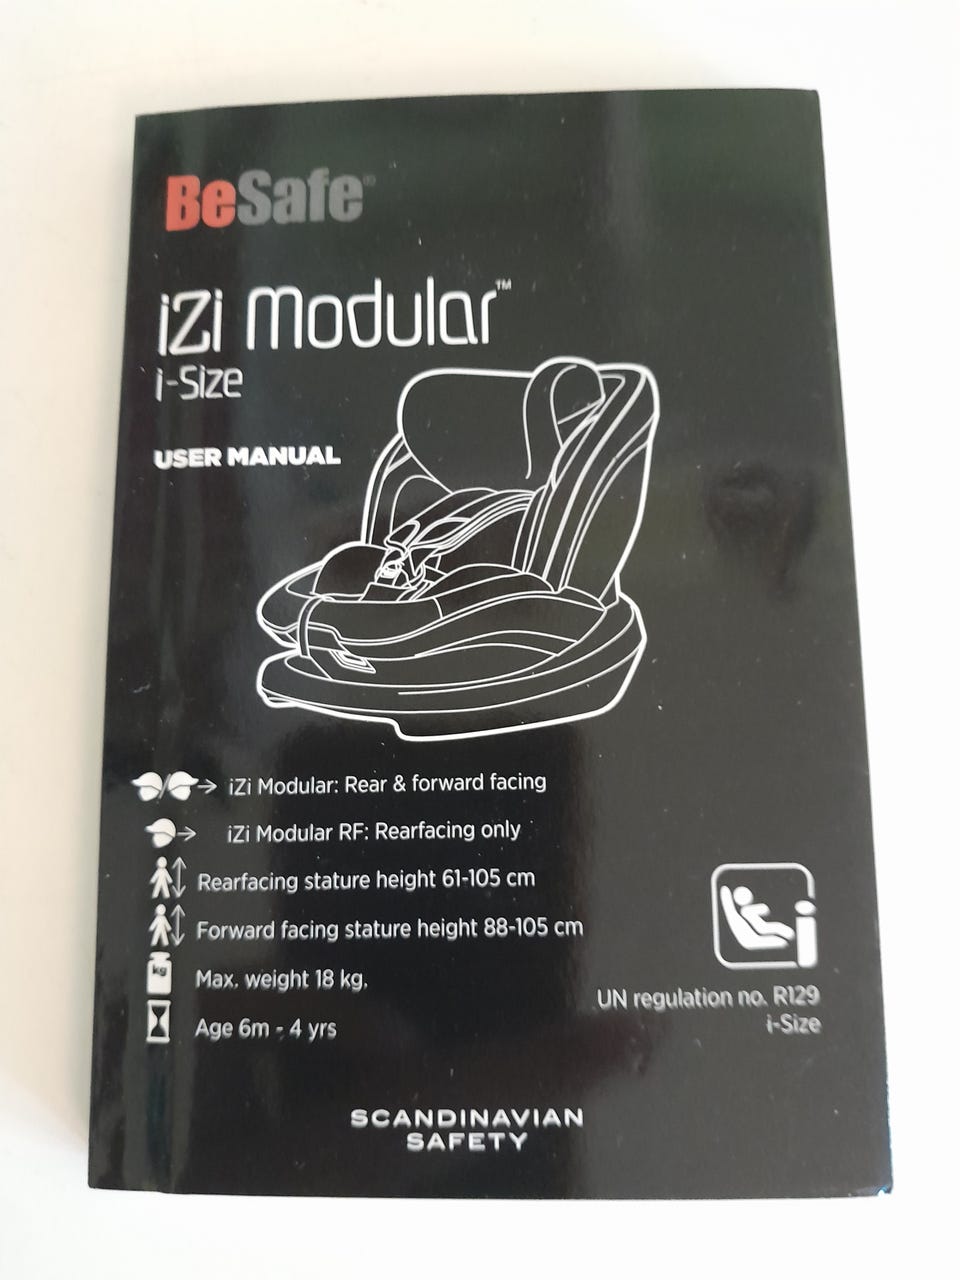 BeSafe®
iZi Modular™
i-Size
USER MANUAL
iZi Modular: Rear & forward facing
iZi Modular RF: Rearfacing only
Rearfacing stature height 61-105 cm
Forward facing stature height 88-105 cm
kg
Max. weight 18 kg.
Age 6m - 4 yrs
i
UN regulation no. R129
i-Size
SCANDINAVIAN
SAFETY